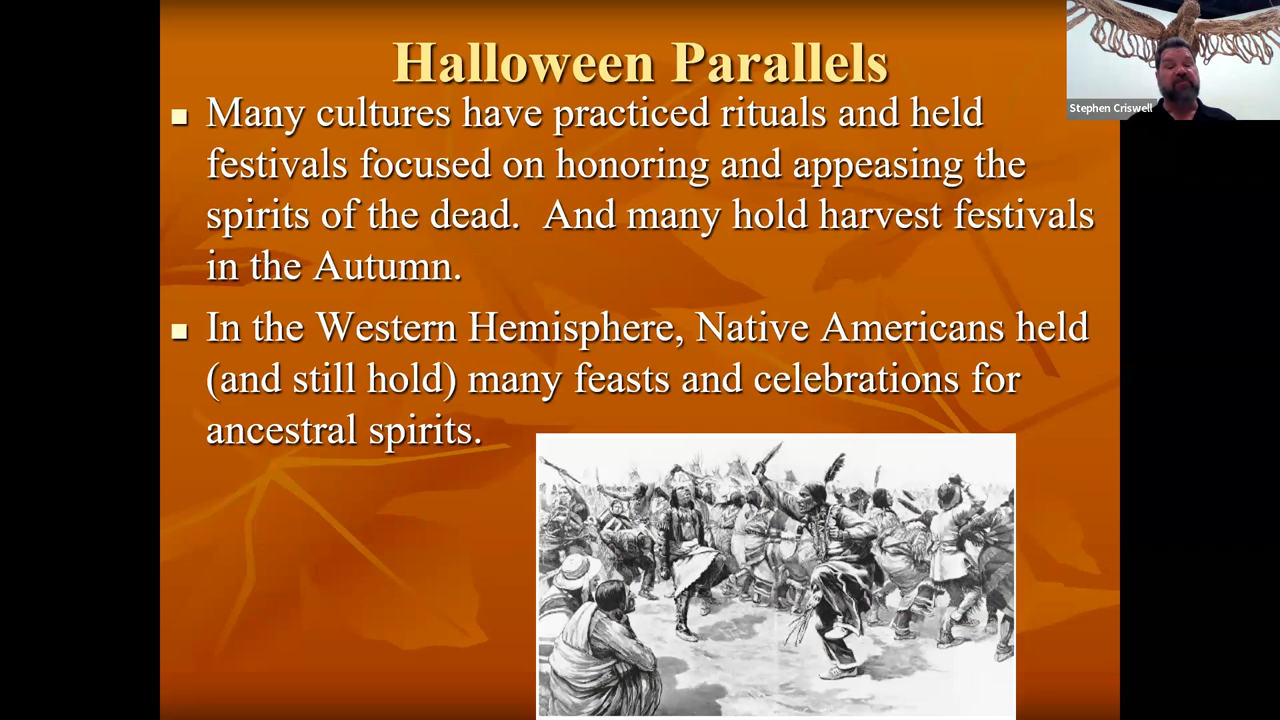 Halloween Parallels
Many cultures have practiced rituals and held
festivals focused on honoring and appeasing the
spirits of the dead.  And many hold harvest festivals
in the Autumn.
In the Western Hemisphere, Native Americans held
(and still hold) many feasts and celebrations for
ancestral spirits.
Stephen Criswell